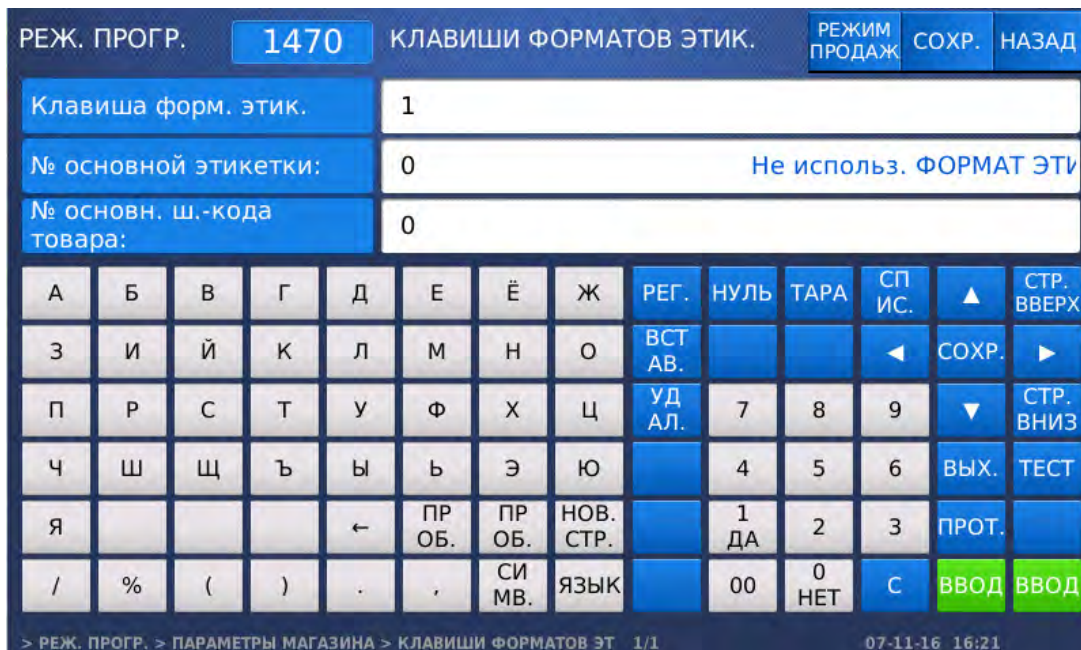 РЕЖ. ПРОГР. 1470 КЛАВИШИ ФОРМАТОВ ЭТИК. РЕЖИМ ПРОДАЖ СОХР. НАЗАД
Клавиша форм. этик. 1
№ основной этикетки: 0 Не использ. ФОРМАТ ЭТИ
№ основн. ш.-кода
товара: 0
А Б В Г Д Е Ё Ж РЕГ. НУЛЬ ТАРА СП ИС. ▲ СТР. ВВЕРХ
З И Й К Л М Н О ВСТ АВ. ◀ СОХР. ▶
П Р С Т У Ф Х Ц УД АЛ. 7 8 9 ▼ СТР. ВНИЗ
Ч Ш Щ Ъ Ы Ь Э Ю 4 5 6 ВЫХ. ТЕСТ
Я ← ПР ОБ. ПР ОБ. НОВ. СТР. 1 ДА 2 3 ПРОТ.
/ % ( ) . , СИ МВ. ЯЗЫК 00 0 НЕТ С ВВОД ВВОД
> РЕЖ. ПРОГР. > ПАРАМЕТРЫ МАГАЗИНА > КЛАВИШИ ФОРМАТОВ ЭТ 1/1 07-11-16 16:21